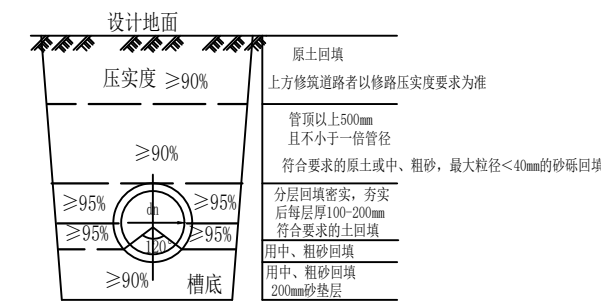 设计地面
原土回填
压实度 ≥90%
上方修筑道路者以修路压实度要求为准
管顶以上500mm
且不小于一倍管径
≥90%
符合要求的原土或中、粗砂，最大粒径＜40mm的砂砾回填
≥95%
dn
≥95%
分层回填密实，夯实
后每层厚100-200mm
符合要求的土回填
≥95%
120°
≥95%
用中、粗砂回填
≥90%
槽底
用中、粗砂回填
200mm砂垫层